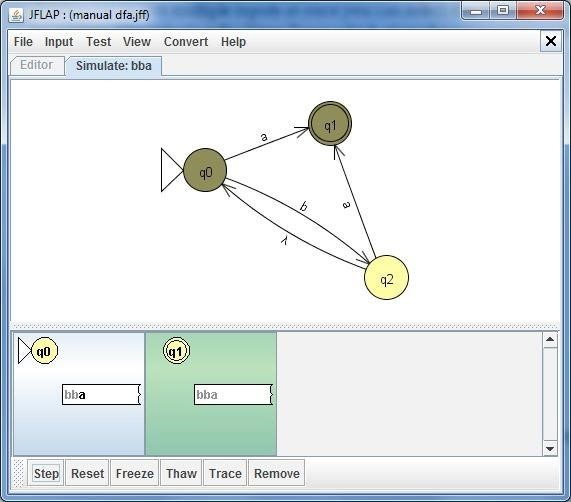 JFLAP : (manual dfa.jff)
File Input Test View Convert Help
Editor Simulate: bba
a
q1
q0
b
a
λ
q2
q0 q1
bba bba
Step Reset Freeze Thaw Trace Remove